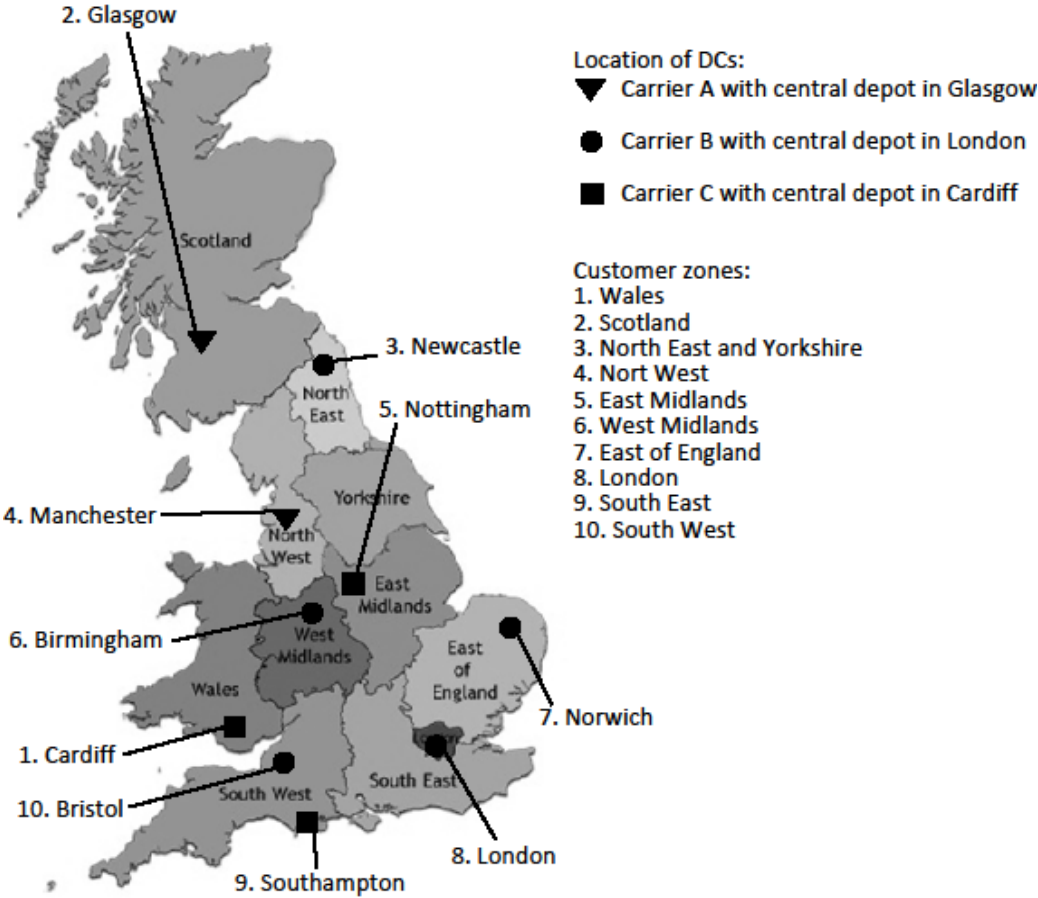 2. Glasgow
Location of DCs:
Carrier A with central depot in Glasgow
Carrier B with central depot in London
Carrier C with central depot in Cardiff
Scotland
Customer zones:
1. Wales
2. Scotland
3. North East and Yorkshire
4. Nort West
5. East Midlands
6. West Midlands
7. East of England
8. London
9. South East
10. South West
3. Newcastle
North
East
5. Nottingham
Yorkshire
4. Manchester
North
West
East
Midlands
6. Birmingham
West
Midlands
East
of
England
Wales
7. Norwich
1. Cardiff
South East
South West
10. Bristol
8. London
9. Southampton